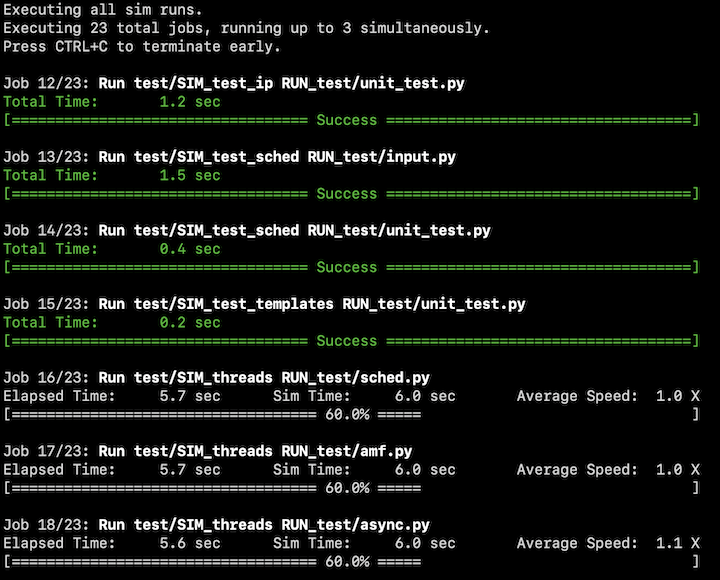 Executing all sim runs.
Executing 23 total jobs, running up to 3 simultaneously.
Press CTRL+C to terminate early.
Job 12/23: Run test/SIM_test_ip RUN_test/unit_test.py
Total Time:       1.2 sec
[================================== Success ===================================]
Job 13/23: Run test/SIM_test_sched RUN_test/input.py
Total Time:       1.5 sec
[================================== Success ===================================]
Job 14/23: Run test/SIM_test_sched RUN_test/unit_test.py
Total Time:       0.4 sec
[================================== Success ===================================]
Job 15/23: Run test/SIM_test_templates RUN_test/unit_test.py
Total Time:       0.2 sec
[================================== Success ===================================]
Job 16/23: Run test/SIM_threads RUN_test/sched.py
Elapsed Time:     5.7 sec      Sim Time:     6.0 sec       Average Speed:  1.0 X
[=================================== 60.0% =====                               ]
Job 17/23: Run test/SIM_threads RUN_test/amf.py
Elapsed Time:     5.7 sec      Sim Time:     6.0 sec       Average Speed:  1.0 X
[=================================== 60.0% =====                               ]
Job 18/23: Run test/SIM_threads RUN_test/async.py
Elapsed Time:     5.6 sec      Sim Time:     6.0 sec       Average Speed:  1.1 X
[=================================== 60.0% =====                               ]